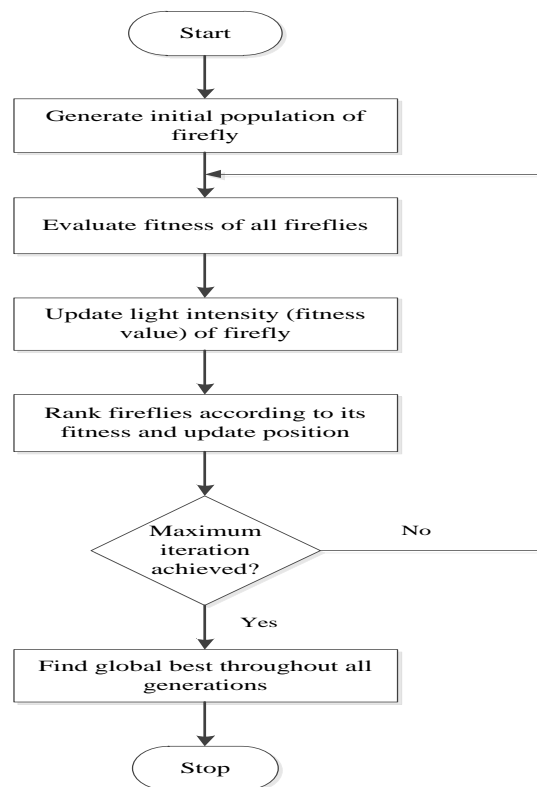 Start
Generate initial population of
firefly
Evaluate fitness of all fireflies
Update light intensity (fitness
value) of firefly
Rank fireflies according to its
fitness and update position
Maximum
iteration
achieved?
No
Yes
Find global best throughout all
generations
Stop